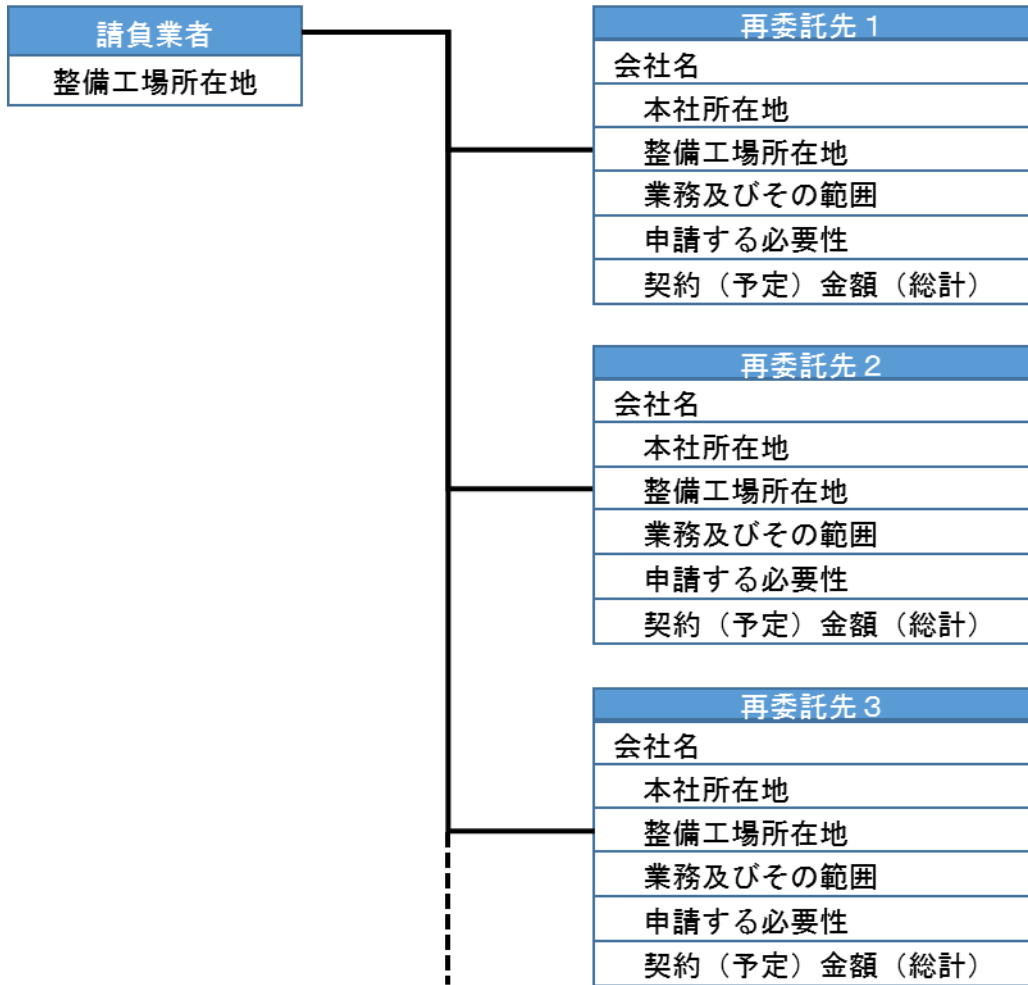 請負業者
整備工場所在地
再委託先1
会社名
本社所在地
整備工場所在地
業務及びその範囲
申請する必要性
契約（予定）金額（総計）
再委託先2
会社名
本社所在地
整備工場所在地
業務及びその範囲
申請する必要性
契約（予定）金額（総計）
再委託先3
会社名
本社所在地
整備工場所在地
業務及びその範囲
申請する必要性
契約（予定）金額（総計）